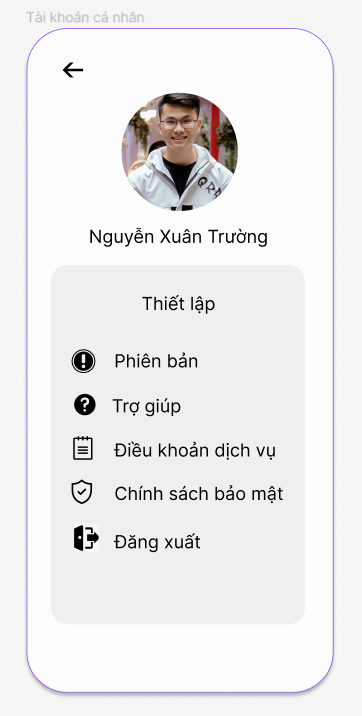 Tài khoản cá nhân
Nguyễn Xuân Trường
Thiết lập
Phiên bản
Trợ giúp
Điều khoản dịch vụ
Chính sách bảo mật
Đăng xuất